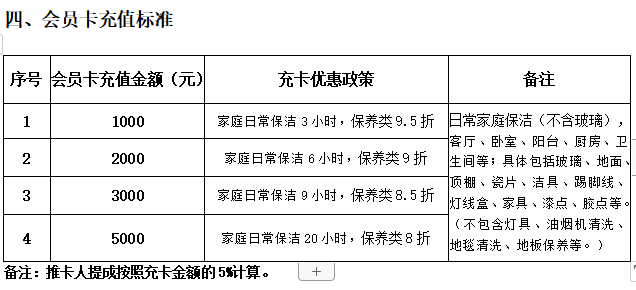 四、会员卡充值标准
序号 会员卡充值金额（元） 充卡优惠政策 备注
1 1000 家庭日常保洁 3 小时，保养类 9.5 折
2 2000 家庭日常保洁 6 小时，保养类 9 折
3 3000 家庭日常保洁 9 小时，保养类 8.5 折
4 5000 家庭日常保洁 20 小时，保养类 8 折
日常家庭保洁（不含玻璃），
客厅、卧室、阳台、厨房、卫
生间等；具体包括玻璃、地面、
顶棚、瓷片、洁具、踢脚线、
灯线盒、家具、漆点、胶点等。
（不包含灯具、油烟机清洗、
地毯清洗、地板保养等。）
备注：推卡人提成按照充卡金额的 5%计算。